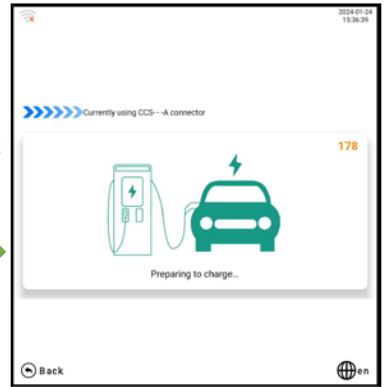 2024-01-24
15:36:39
Currently using CCS- - -A connector
178
Preparing to charge...
Back
en